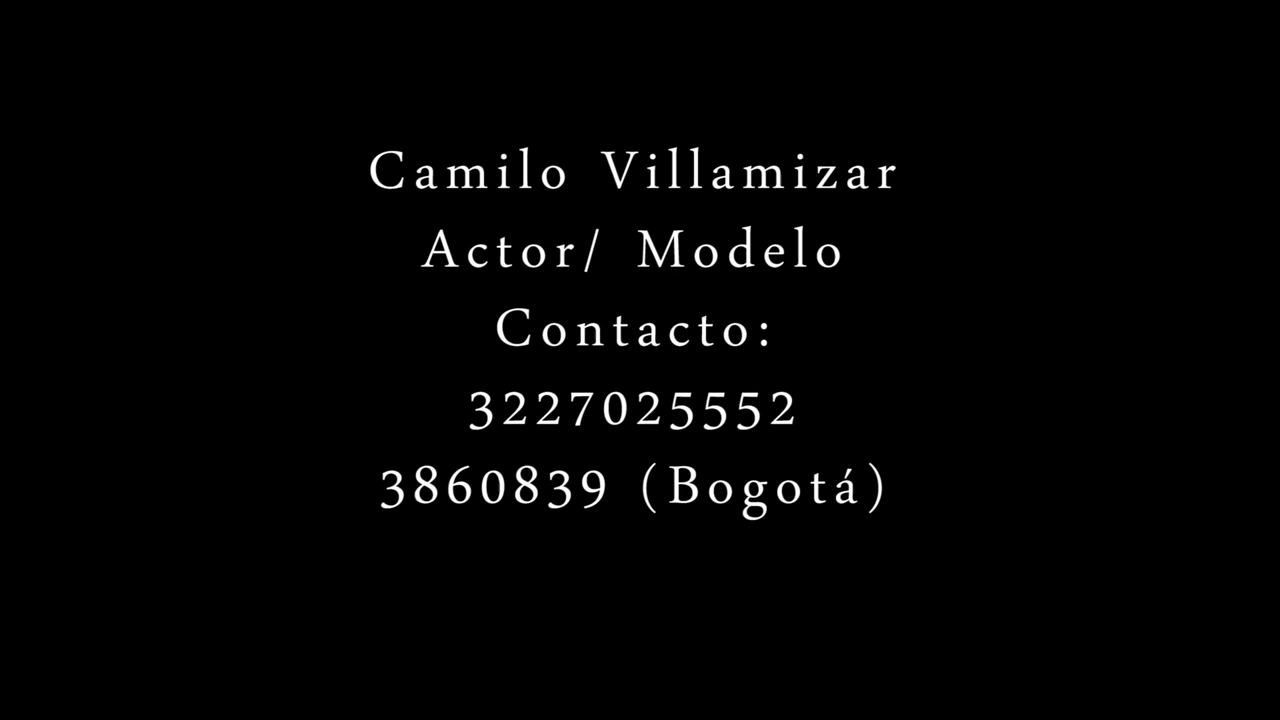 Camilo Villamizar
Actor/ Modelo
Contacto:
3227025552
3860839 (Bogotá)